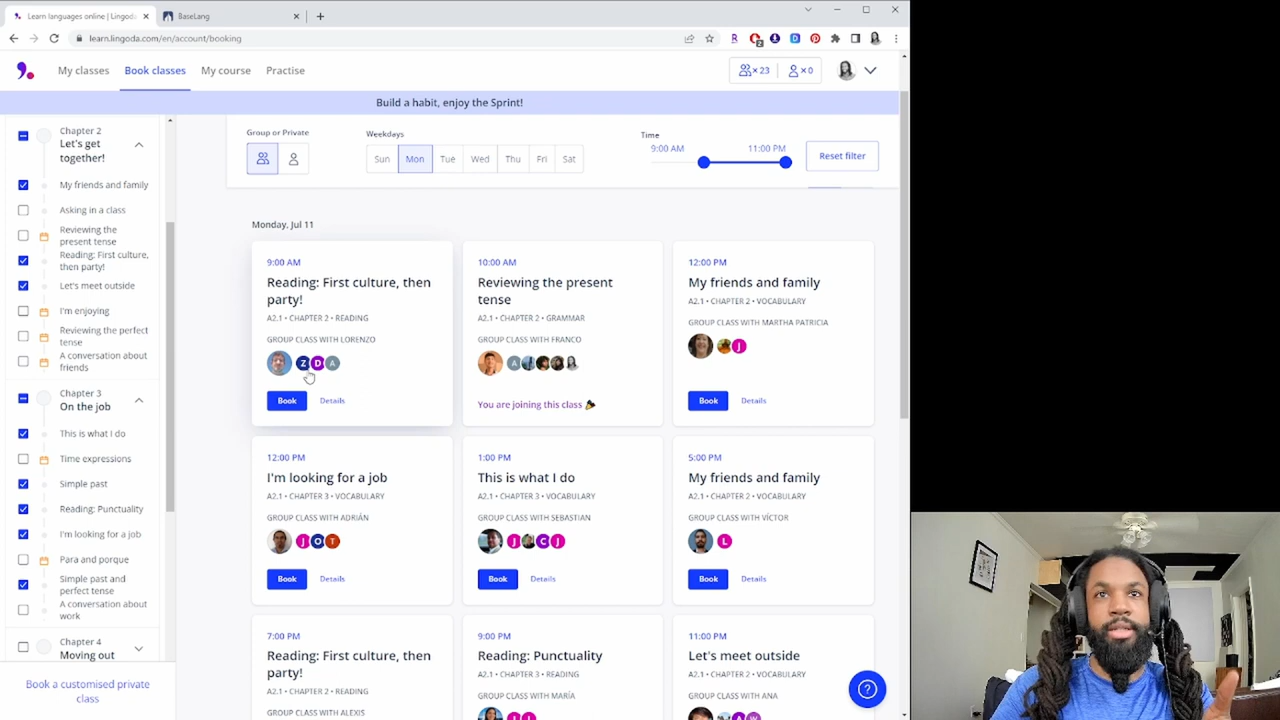 Learn languages online | Lingoda
BaseLang
learn.lingoda.com/en/account/booking
2
My classes
Book classes
My course
Practise
× 23
× 0
Build a habit, enjoy the Sprint!
Chapter 2
Let's get
together!
My friends and family
Asking in a class
Reviewing the
present tense
Reading: First culture,
then party!
Let's meet outside
I'm enjoying
Reviewing the perfect
tense
A conversation about
friends
Chapter 3
On the job
This is what I do
Time expressions
Simple past
Reading: Punctuality
I'm looking for a job
Para and porque
Simple past and
perfect tense
A conversation about
work
Chapter 4
Moving out
Book a customised private
class
Group or Private
Weekdays
Sun
Mon
Tue
Wed
Thu
Fri
Sat
Time
9:00 AM
11:00 PM
Reset filter
Monday, Jul 11
9:00 AM
Reading: First culture, then
party!
A2.1 • CHAPTER 2 • READING
GROUP CLASS WITH LORENZO
Z D A
Book
Details
10:00 AM
Reviewing the present
tense
A2.1 • CHAPTER 2 • GRAMMAR
GROUP CLASS WITH FRANCO
A
You are joining this class
12:00 PM
My friends and family
A2.1 • CHAPTER 2 • VOCABULARY
GROUP CLASS WITH MARTHA PATRICIA
J
Book
Details
12:00 PM
I'm looking for a job
A2.1 • CHAPTER 3 • VOCABULARY
GROUP CLASS WITH ADRIÁN
J O T
Book
Details
1:00 PM
This is what I do
A2.1 • CHAPTER 3 • VOCABULARY
GROUP CLASS WITH SEBASTIAN
J C J
Book
Details
5:00 PM
My friends and family
A2.1 • CHAPTER 2 • VOCABULARY
GROUP CLASS WITH VÍCTOR
L
Book
Details
7:00 PM
Reading: First culture, then
party!
A2.1 • CHAPTER 2 • READING
GROUP CLASS WITH ALEXIS
9:00 PM
Reading: Punctuality
A2.1 • CHAPTER 3 • READING
GROUP CLASS WITH MARÍA
11:00 PM
Let's meet outside
A2.1 • CHAPTER 2 • VOCABULARY
GROUP CLASS WITH ANA